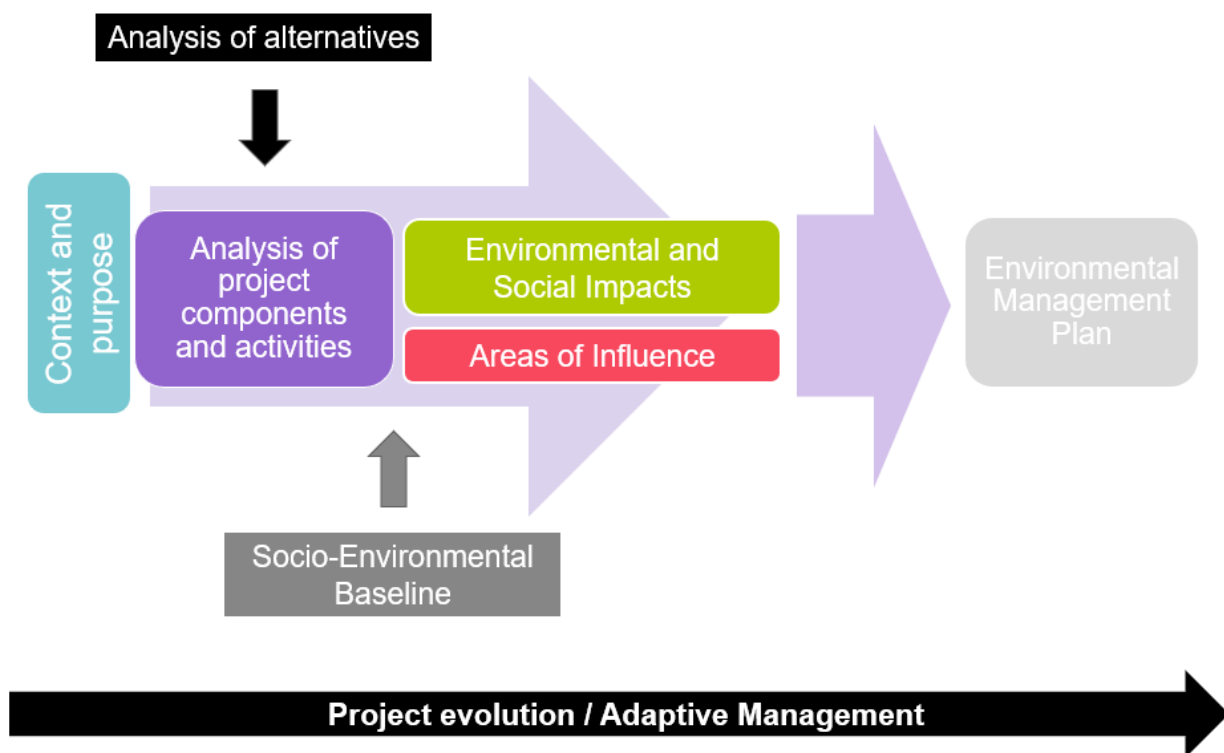 Analysis of alternatives
Context and
purpose
Analysis of
project
components
and activities
Environmental and
Social Impacts
Areas of Influence
Environmental
Management
Plan
Socio-Environmental
Baseline
Project evolution / Adaptive Management